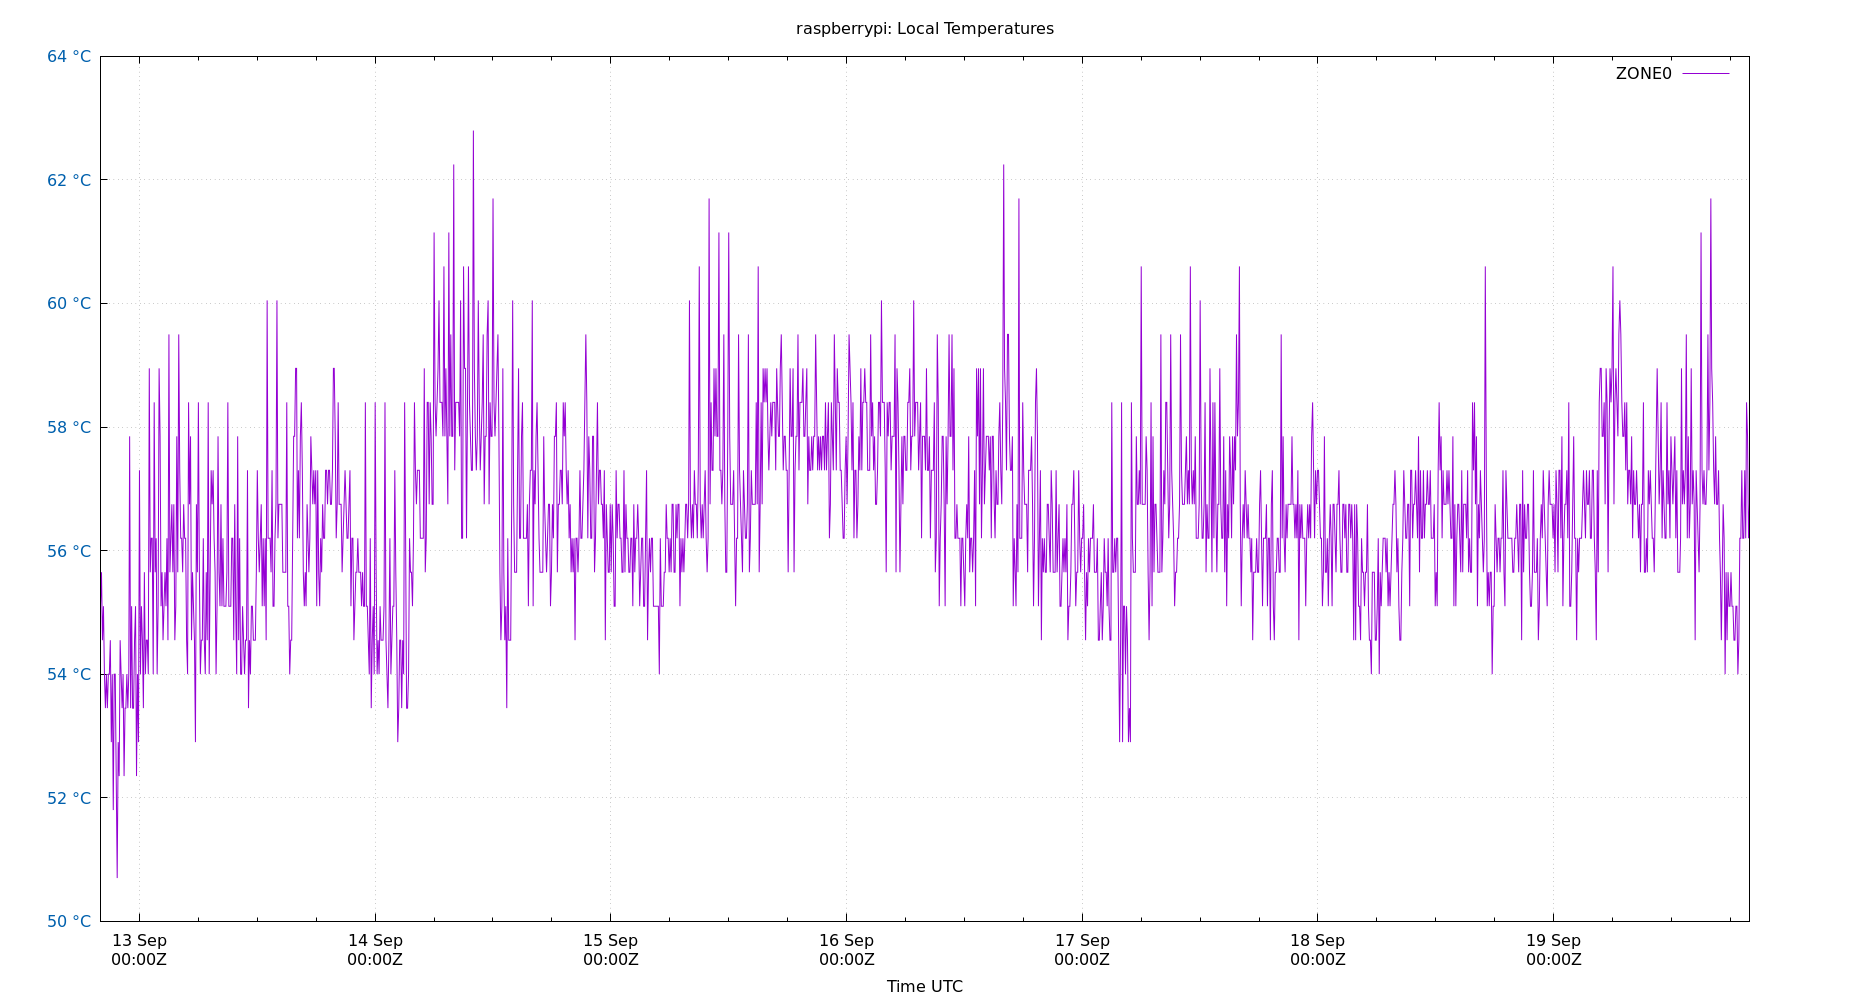 raspberrypi: Local Temperatures
64 °C
ZONE0
62 °C
60 °C
58 °C
56 °C
54 °C
52 °C
50 °C
13 Sep 14 Sep 15 Sep 16 Sep 17 Sep 18 Sep 19 Sep
00:00Z 00:00Z 00:00Z 00:00Z 00:00Z 00:00Z 00:00Z
Time UTC